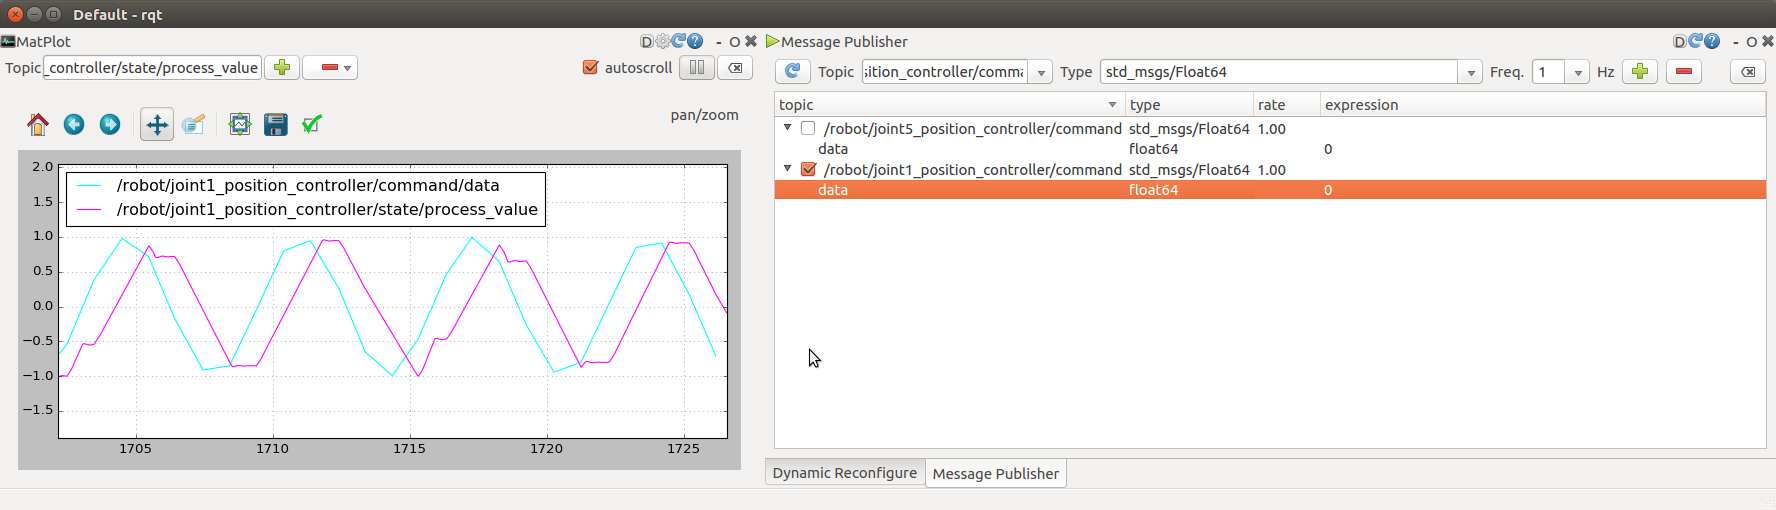 Default - rqt
MatPlot
D
- O
Topic _controller/state/process_value
autoscroll
pan/zoom
/robot/joint1_position_controller/command/data
/robot/joint1_position_controller/state/process_value
2.0
1.5
1.0
0.5
0.0
−0.5
−1.0
−1.5
1705 1710 1715 1720 1725
Message Publisher
D
- O
Topic sition_controller/comma Type std_msgs/Float64 Freq. 1 Hz
topic type rate expression
/robot/joint5_position_controller/command std_msgs/Float64 1.00
data float64 0
/robot/joint1_position_controller/command std_msgs/Float64 1.00
data float64 0
Dynamic Reconfigure Message Publisher